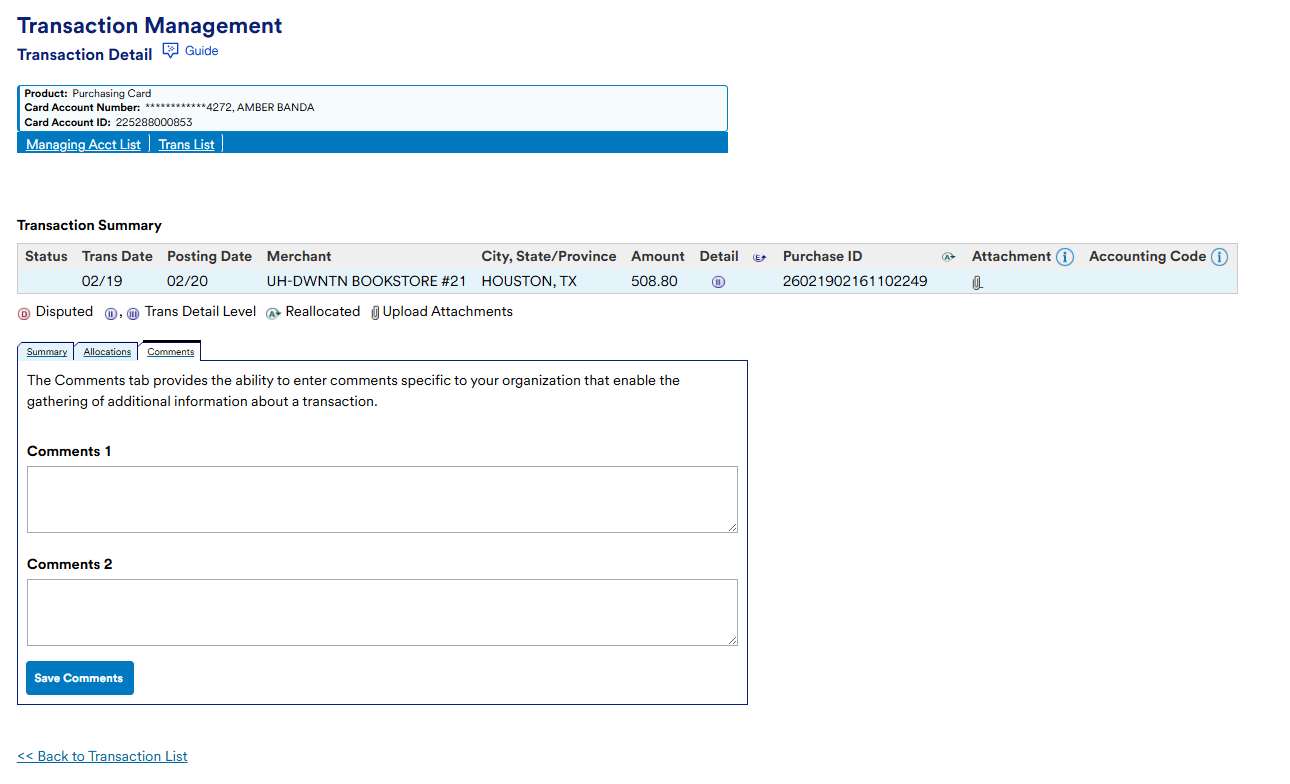 Transaction Management
Transaction Detail Guide
Product: Purchasing Card
Card Account Number: ************4272, AMBER BANDA
Card Account ID: 225288000853
Managing Acct List Trans List
Transaction Summary
Status Trans Date Posting Date Merchant City, State/Province Amount Detail E Purchase ID A Attachment i Accounting Code i
02/19 02/20 UH-DWNTN BOOKSTORE #21 HOUSTON, TX 508.80 II 26021902161102249
D Disputed II , III Trans Detail Level A Reallocated Upload Attachments
Summary Allocations Comments
The Comments tab provides the ability to enter comments specific to your organization that enable the
gathering of additional information about a transaction.
Comments 1
Comments 2
Save Comments
<< Back to Transaction List